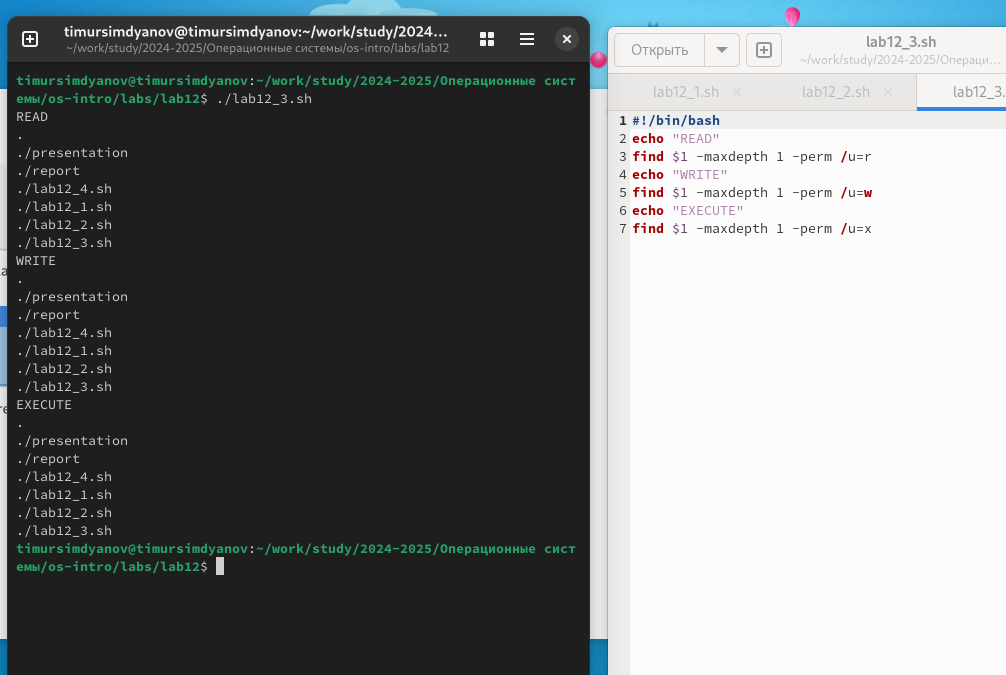 timursimdyanov@timursimdyanov:~/work/study/2024...
~/work/study/2024-2025/Операционные системы/os-intro/labs/lab12
timursimdyanov@timursimdyanov:~/work/study/2024-2025/Операционные сист
емы/os-intro/labs/lab12$ ./lab12_3.sh
READ
.
./presentation
./report
./lab12_4.sh
./lab12_1.sh
./lab12_2.sh
./lab12_3.sh
WRITE
.
./presentation
./report
./lab12_4.sh
./lab12_1.sh
./lab12_2.sh
./lab12_3.sh
EXECUTE
.
./presentation
./report
./lab12_4.sh
./lab12_1.sh
./lab12_2.sh
./lab12_3.sh
timursimdyanov@timursimdyanov:~/work/study/2024-2025/Операционные сист
емы/os-intro/labs/lab12$
Открыть
lab12_3.sh
~/work/study/2024-2025/Операци...
lab12_1.sh
lab12_2.sh
lab12_3.
1 #!/bin/bash
2 echo "READ"
3 find $1 -maxdepth 1 -perm /u=r
4 echo "WRITE"
5 find $1 -maxdepth 1 -perm /u=w
6 echo "EXECUTE"
7 find $1 -maxdepth 1 -perm /u=x